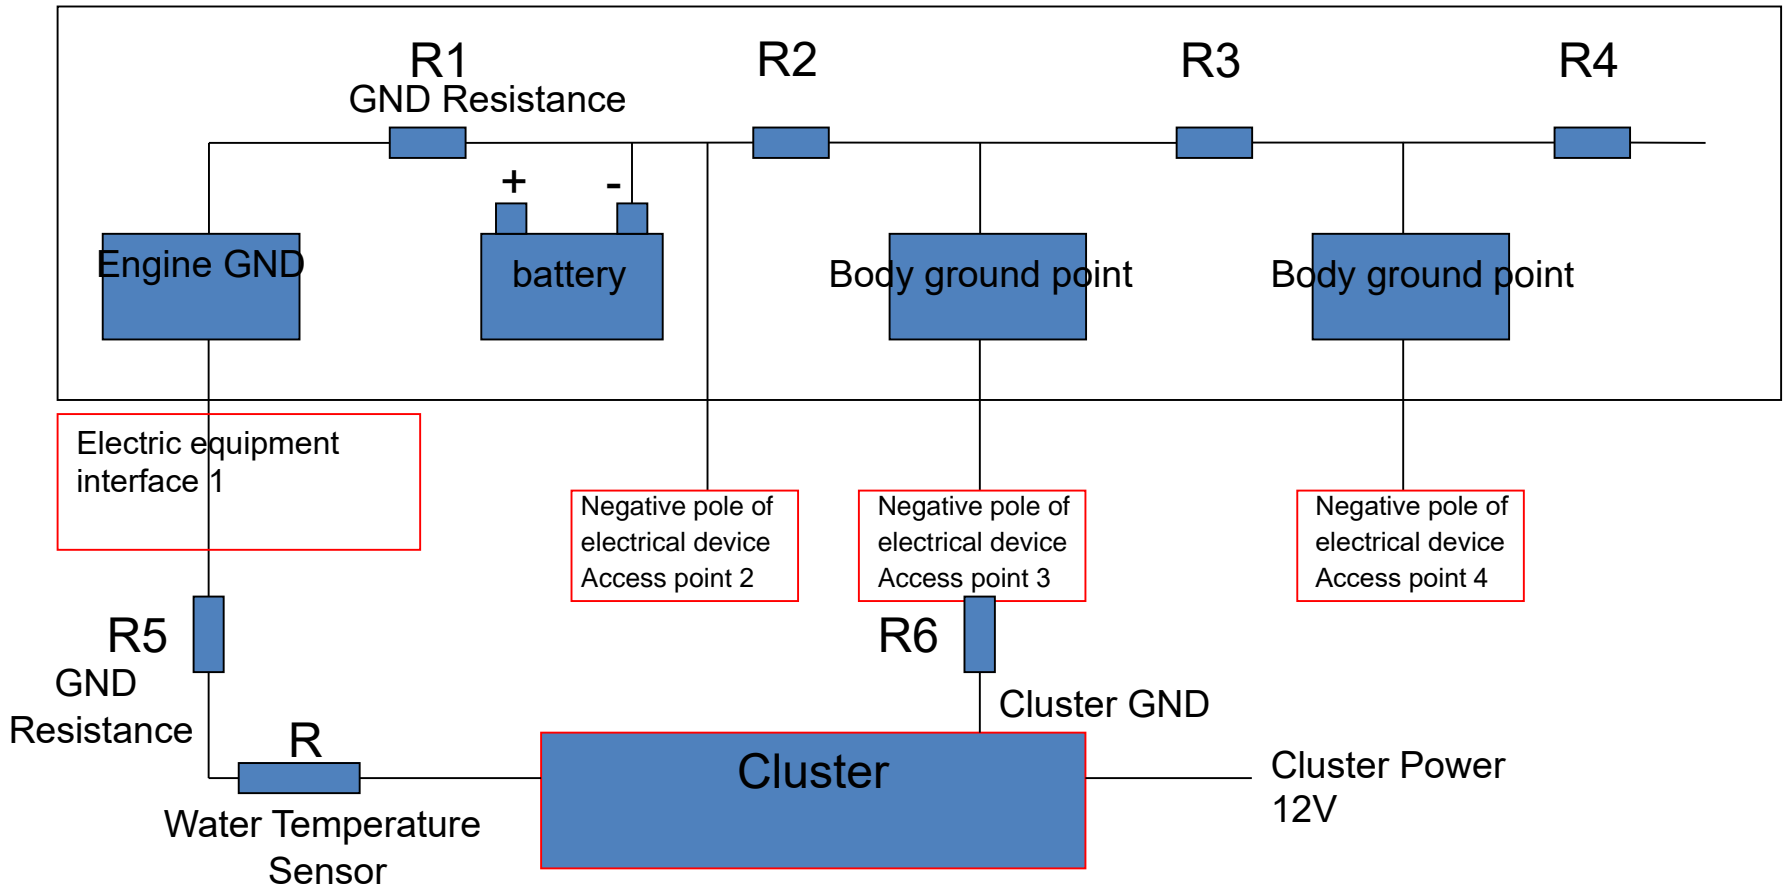 R1
GND Resistance
R2
R3
R4
+
-
Engine GND
battery
Body ground point
Body ground point
Electric equipment
interface 1
Negative pole of
electrical device
Access point 2
Negative pole of
electrical device
Access point 3
Negative pole of
electrical device
Access point 4
R5
GND
Resistance
R6
Cluster GND
R
Water Temperature
Sensor
Cluster
Cluster Power
12V